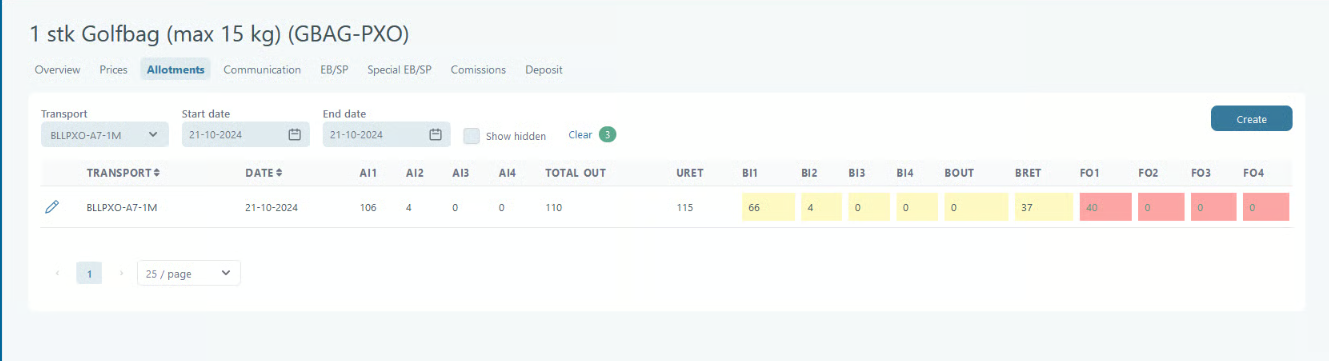 1 stk Golfbag (max 15 kg) (GBAG-PXO)
Overview Prices Allotments Communication EB/SP Special EB/SP Comissions Deposit
Transport Start date End date
BLLPXO-A7-1M 21-10-2024 21-10-2024 Show hidden Clear 3 Create
TRANSPORT DATE AI1 AI2 AI3 AI4 TOTAL OUT URET BI1 BI2 BI3 BI4 BOUT BRET FO1 FO2 FO3 FO4
BLLPXO-A7-1M 21-10-2024 106 4 0 0 110 115 66 4 0 0 0 37 40 0 0 0
1 25 / page